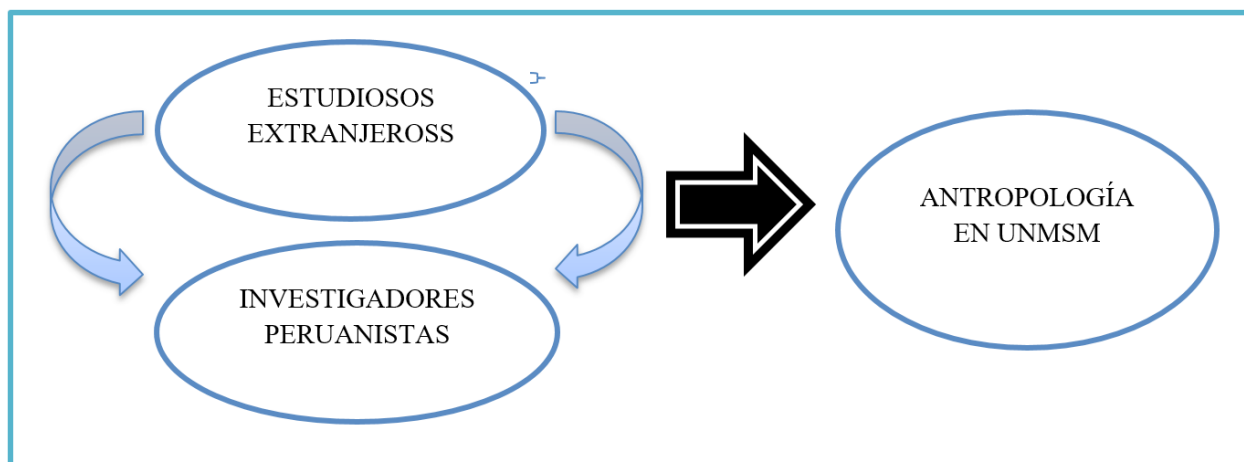 ESTUDIOSOS
EXTRANJEROSS
INVESTIGADORES
PERUANISTAS
ANTROPOLOGÍA
EN UNMSM